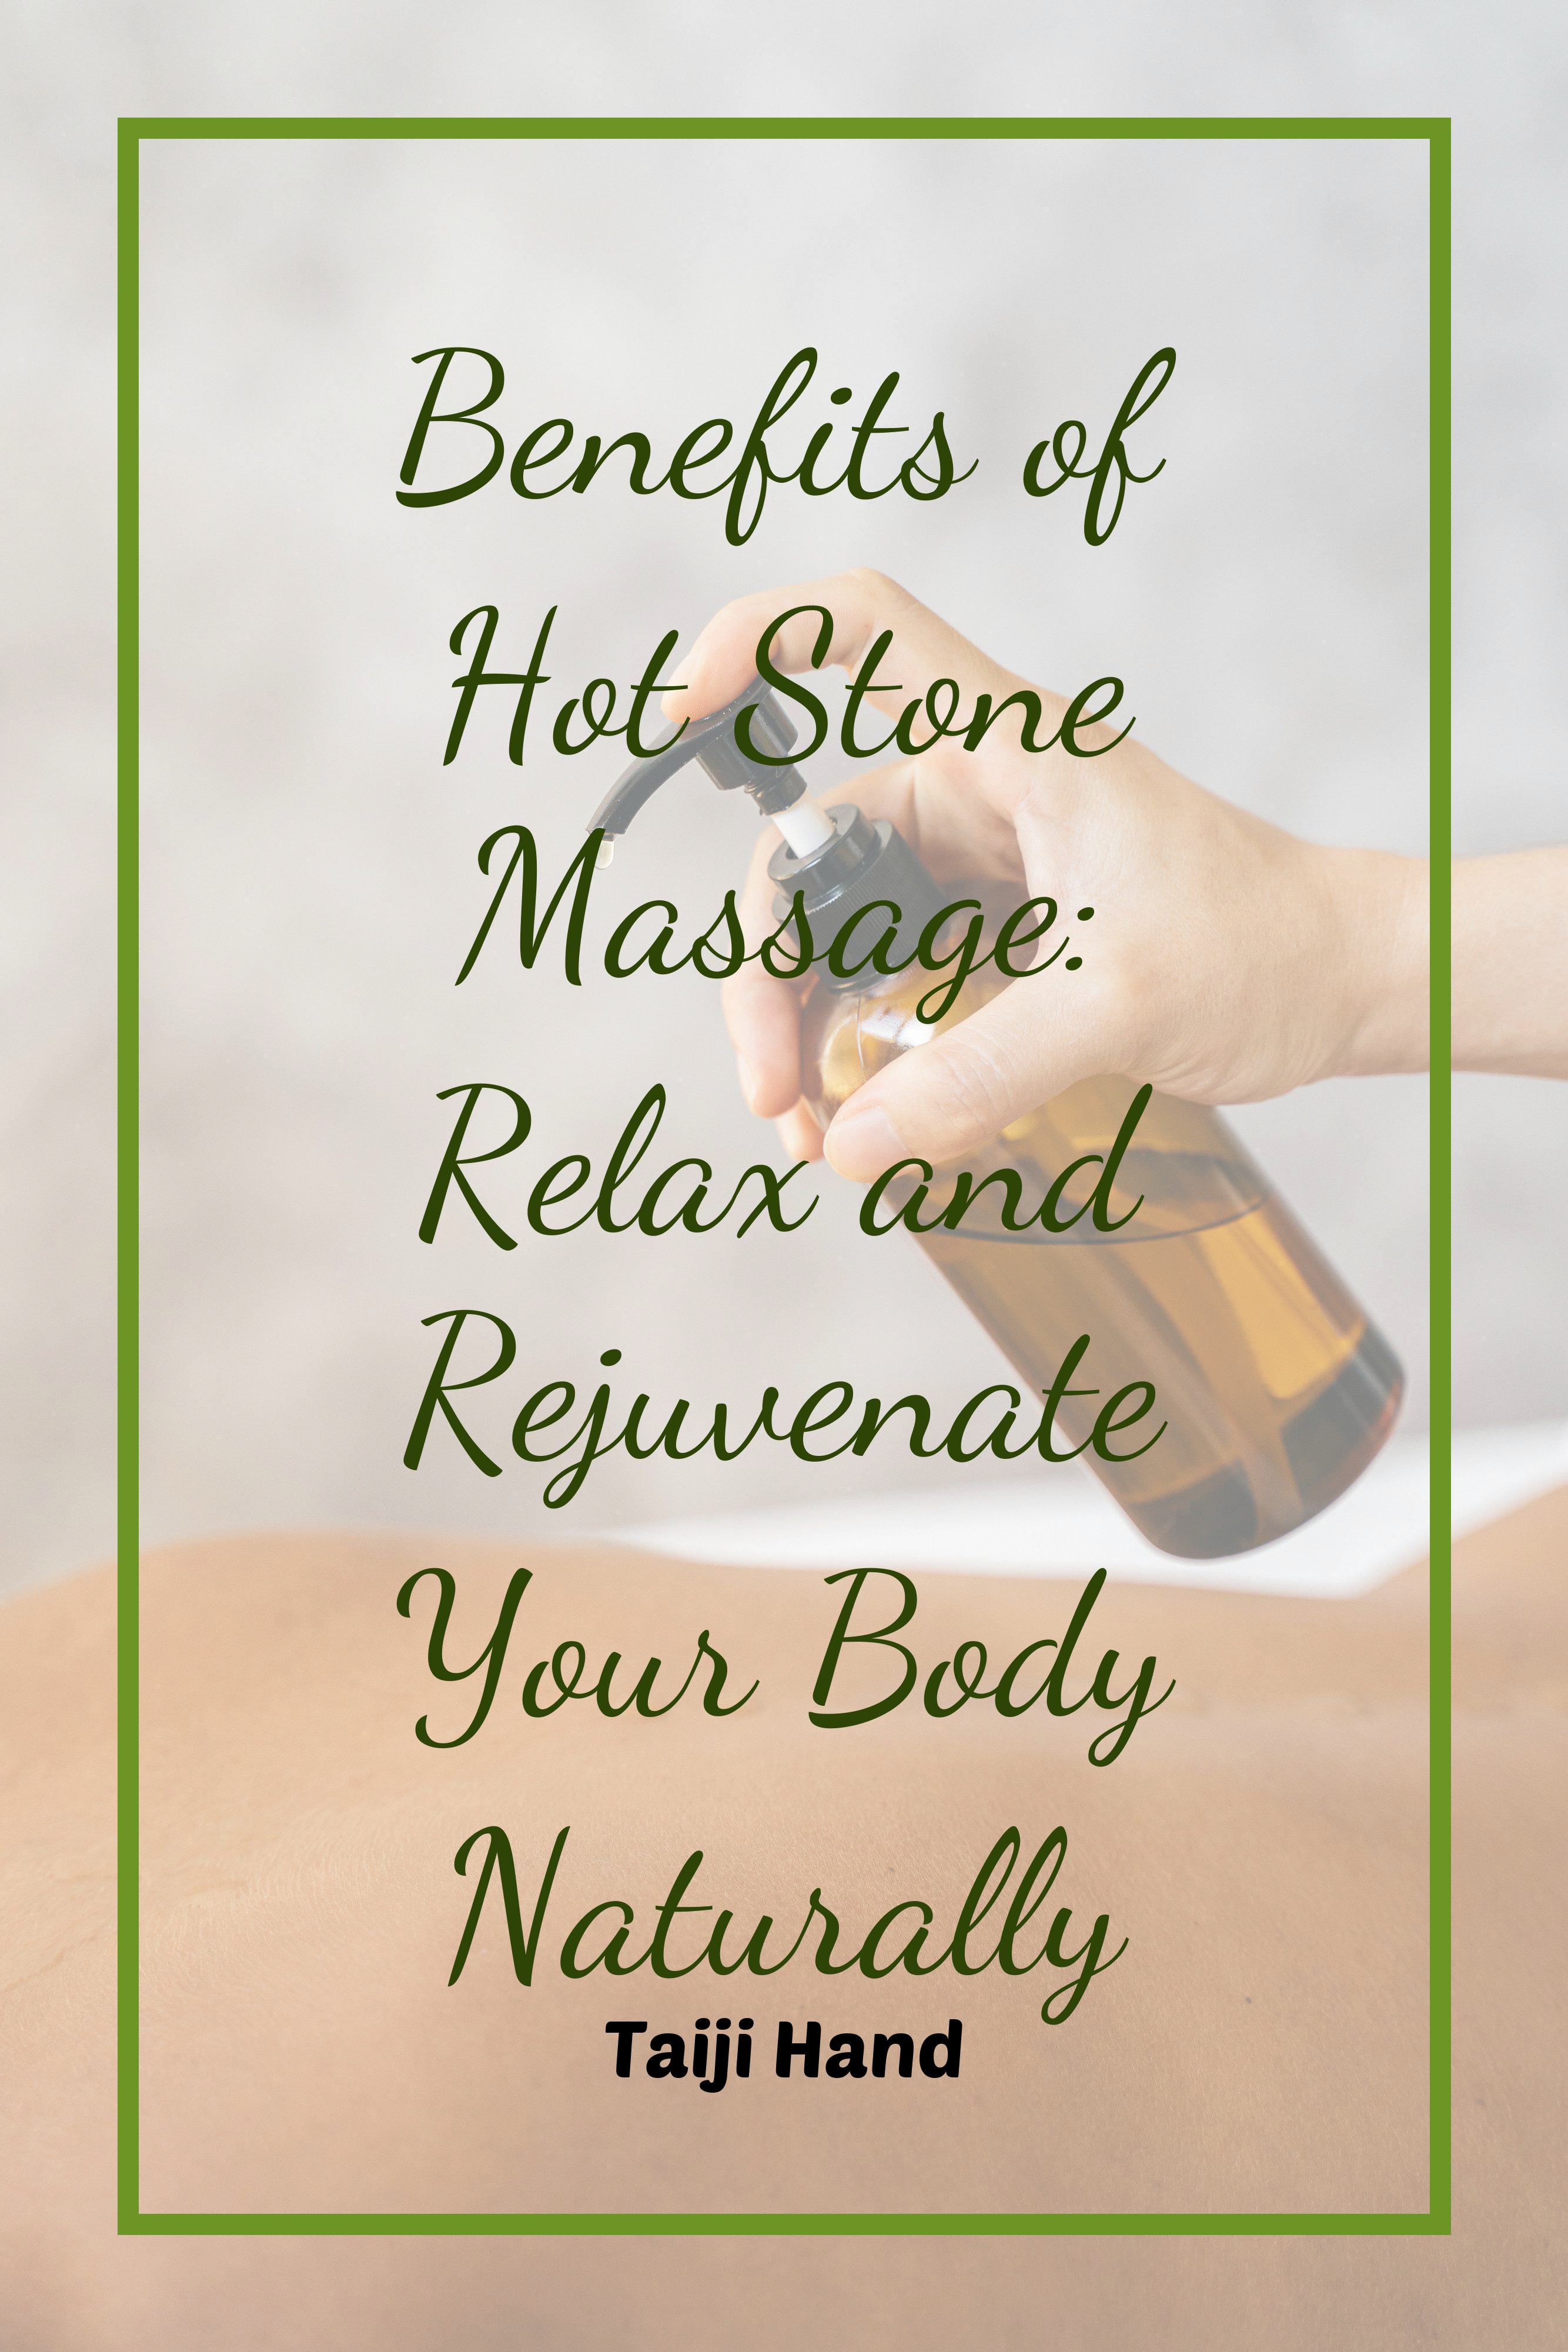 Benefits of
Hot Stone
Massage:
Relax and
Rejuvenate
Your Body
Naturally
Taiji Hand